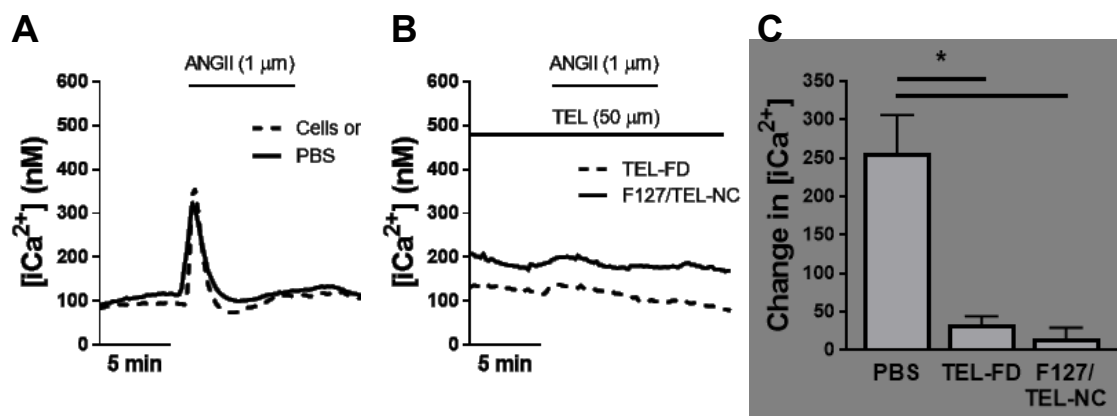 A
ANGII (1 μm)
600
500
400
300
200
100
0
[iCa2+] (nM)
Cells or
PBS
5 min
B
ANGII (1 μm)
TEL (50 μm)
600
500
400
300
200
100
0
[iCa2+] (nM)
TEL-FD
F127/TEL-NC
5 min
C
*
350
300
250
200
150
100
50
0
Change in [iCa2+]
PBS
TEL-FD
F127/
TEL-NC